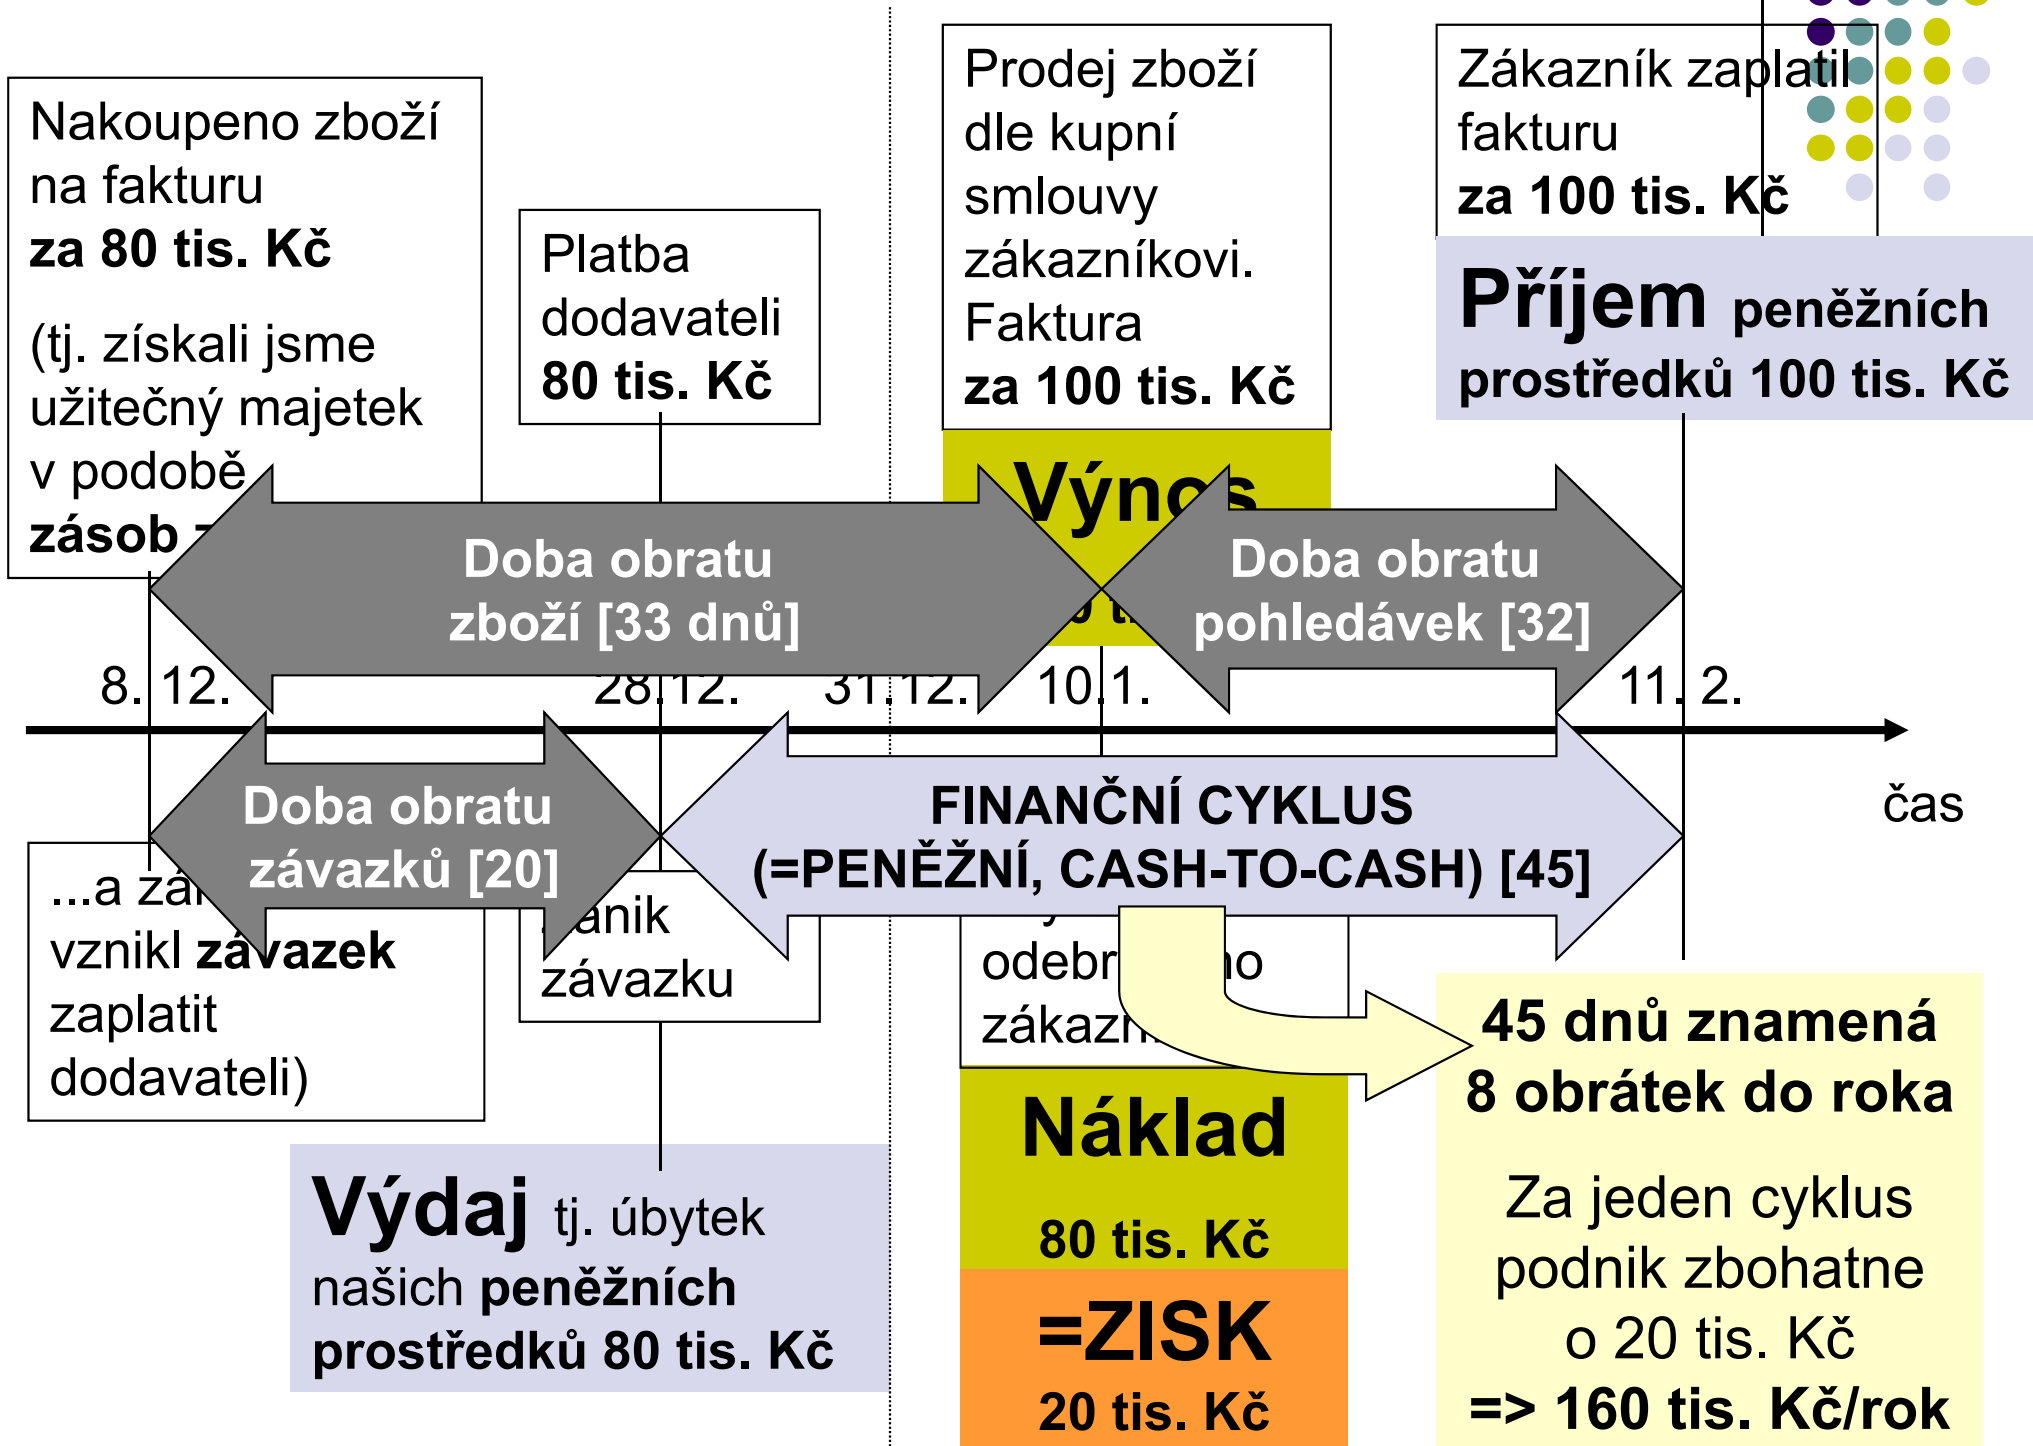 Nakoupeno zboží
na fakturu
za 80 tis. Kč
(tj. získali jsme
užitečný majetek
v podobě
zásob
Platba
dodavateli
80 tis. Kč
Prodej zboží
dle kupní
smlouvy
zákazníkovi.
Faktura
za 100 tis. Kč
Výnos
Zákazník zaplatil
fakturu
za 100 tis. Kč
Příjem peněžních
prostředků 100 tis. Kč
Doba obratu
zboží [33 dnů]
Doba obratu
pohledávek [32]
8. 12.
28.12.
31.12.
10.1.
11. 2.
čas
Doba obratu
závazků [20]
FINANČNÍ CYKLUS
(=PENĚŽNÍ, CASH-TO-CASH) [45]
...a
vznikl závazek
zaplatit
dodavateli)
závazku
Výdaj tj. úbytek
našich peněžních
prostředků 80 tis. Kč
Náklad
80 tis. Kč
=ZISK
20 tis. Kč
45 dnů znamená
8 obrátek do roka
Za jeden cyklus
podnik zbohatne
o 20 tis. Kč
=> 160 tis. Kč/rok